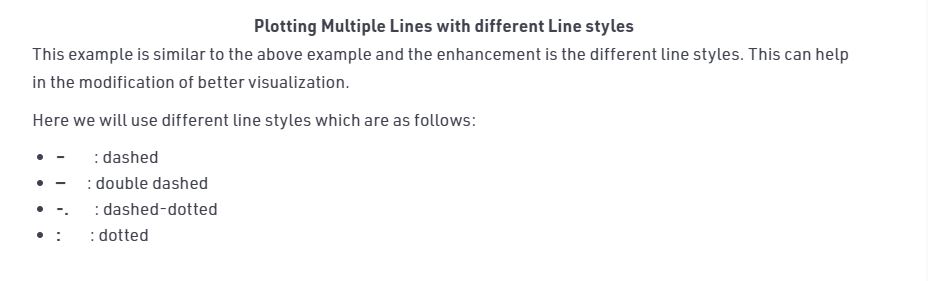 Plotting Multiple Lines with different Line styles
This example is similar to the above example and the enhancement is the different line styles. This can help
in the modification of better visualization.
Here we will use different line styles which are as follows:
• – : dashed
• — : double dashed
• -. : dashed-dotted
• : : dotted